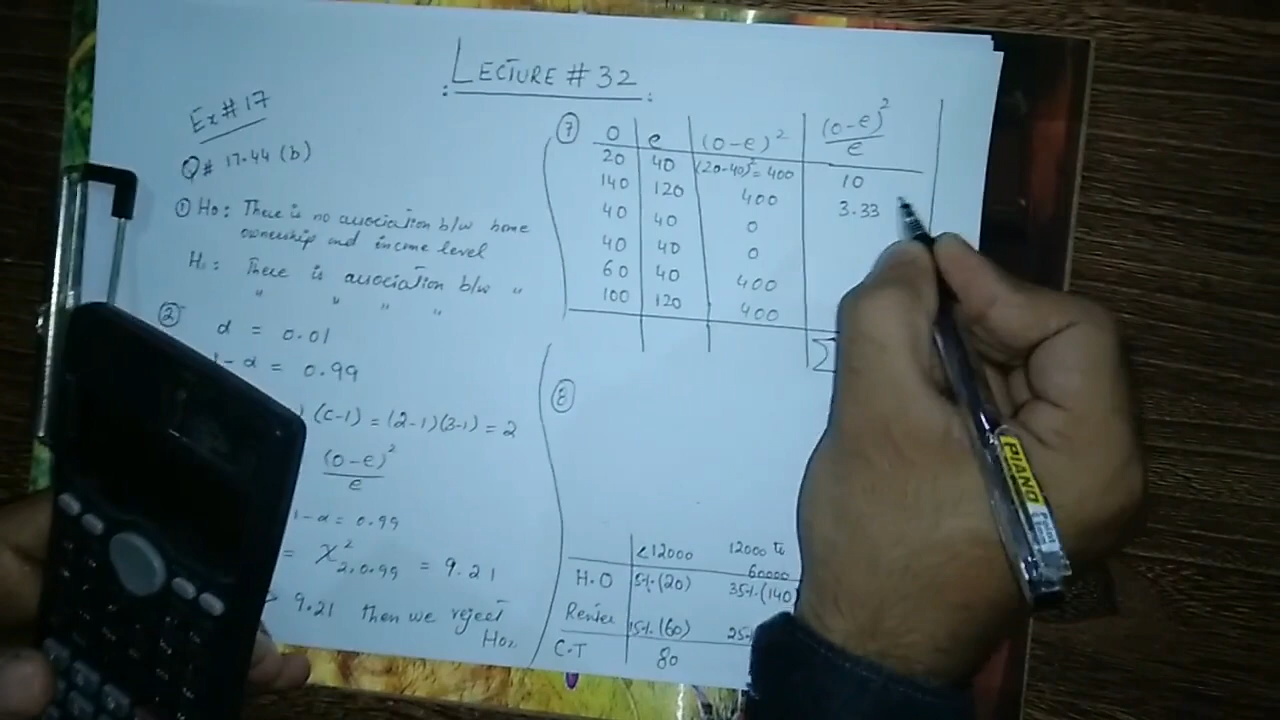 LECTURE # 32
Ex # 17
Q# 17.44 (b)
① Ho: There is no association b/w home
ownership and income level
H₁: There is association b/w "
" " " "
②
α = 0.01
1-α = 0.99
) (c-1) = (2-1)(3-1) = 2
(o-e)²
e
1-α = 0.99
= χ²2,0.99 = 9.21
> 9.21 then we reject
Ho.
⑦
o e (o-e)² (o-e)²/e
20 40 (20-40)² = 400 10
140 120 400 3.33
40 40 0
40 40 0
60 40 400
100 120 400
Σ
⑧
<12000 12000 to
60000
H.O 5%(20) 35%(140)
Renter 15%(60) 25%
C.T 80
PIANO
Point